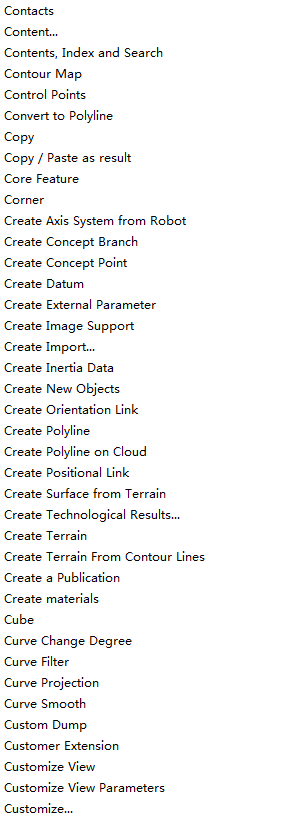 Contacts
Content...
Contents, Index and Search
Contour Map
Control Points
Convert to Polyline
Copy
Copy / Paste as result
Core Feature
Corner
Create Axis System from Robot
Create Concept Branch
Create Concept Point
Create Datum
Create External Parameter
Create Image Support
Create Import...
Create Inertia Data
Create New Objects
Create Orientation Link
Create Polyline
Create Polyline on Cloud
Create Positional Link
Create Surface from Terrain
Create Technological Results...
Create Terrain
Create Terrain From Contour Lines
Create a Publication
Create materials
Cube
Curve Change Degree
Curve Filter
Curve Projection
Curve Smooth
Custom Dump
Customer Extension
Customize View
Customize View Parameters
Customize...